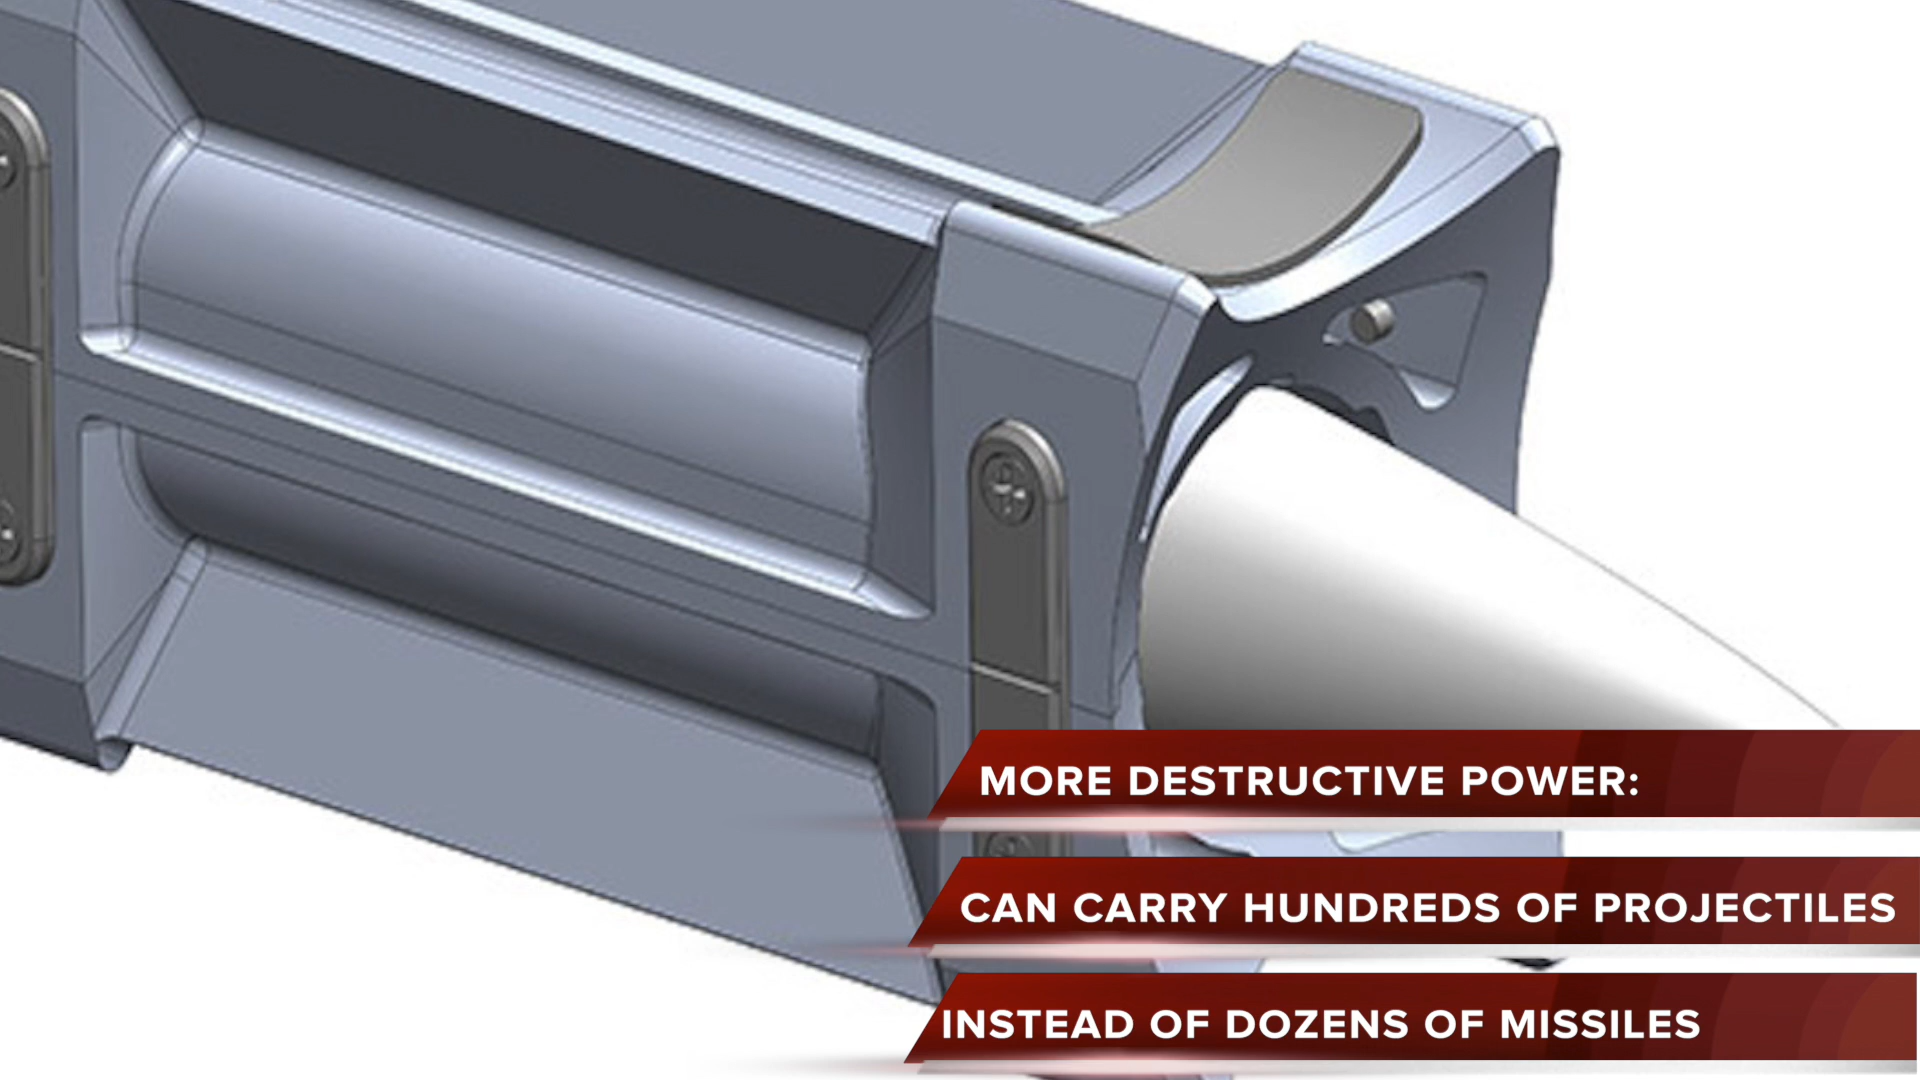 MORE DESTRUCTIVE POWER:
CAN CARRY HUNDREDS OF PROJECTILES
INSTEAD OF DOZENS OF MISSILES